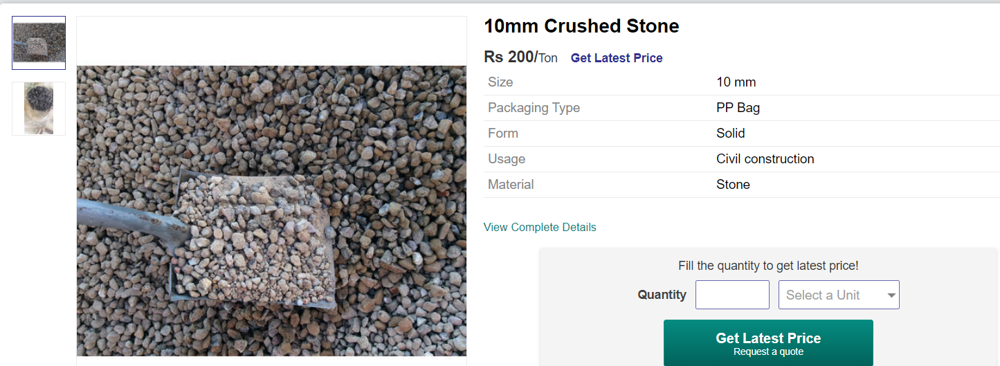 10mm Crushed Stone
Rs 200/Ton Get Latest Price
Size 10 mm
Packaging Type PP Bag
Form Solid
Usage Civil construction
Material Stone
View Complete Details
Fill the quantity to get latest price!
Quantity Select a Unit
Get Latest Price
Request a quote